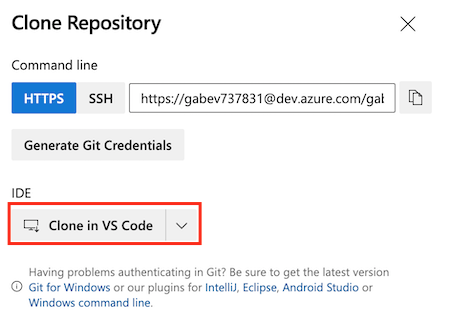 Clone Repository
Command line
HTTPS SSH https://gabev737831@dev.azure.com/gal
Generate Git Credentials
IDE
Clone in VS Code
Having problems authenticating in Git? Be sure to get the latest version
Git for Windows or our plugins for IntelliJ, Eclipse, Android Studio or
Windows command line.